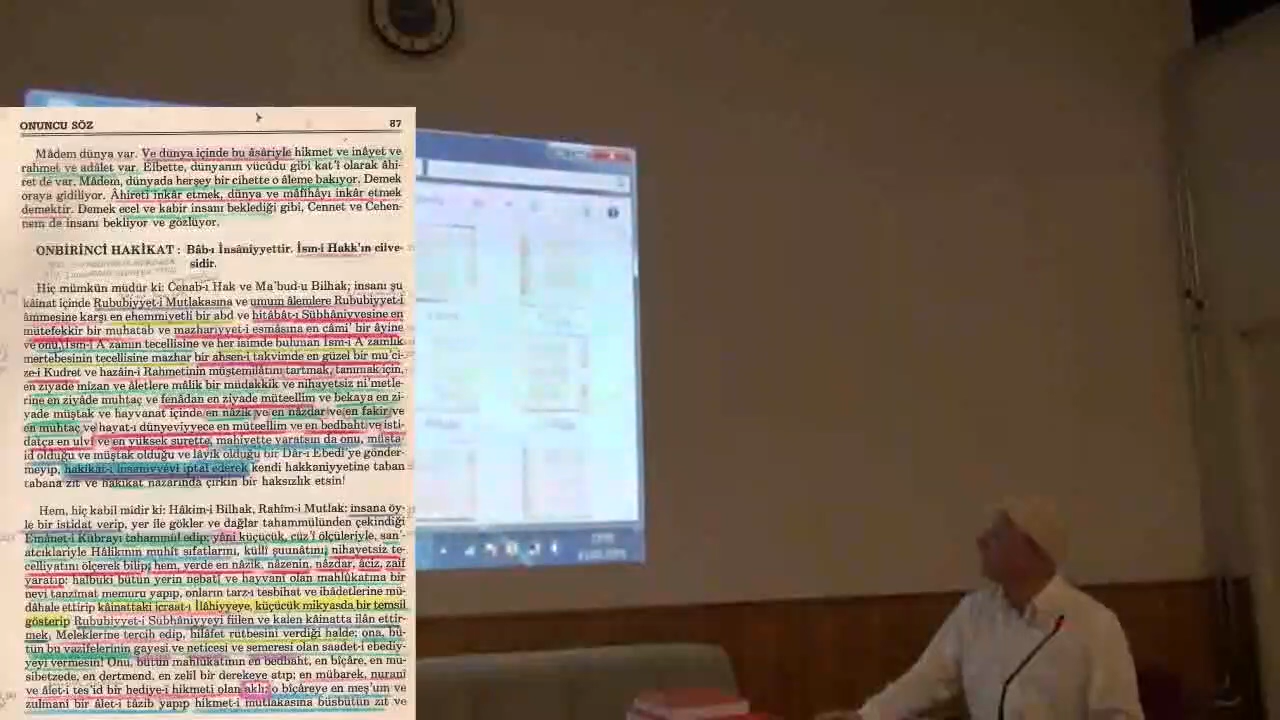 ONUNCU SÖZ 87
Mâdem dünya var. Ve dünya içinde bu âsâriyle hikmet ve inâyet ve
rahmet ve adâlet var. Elbette, dünyanın vücûdu gibi kat'î olarak âhi-
ret de var. Mâdem, dünyada herşey bir cihette o âleme bakıyor. Demek
oraya gidiliyor. Âhireti inkâr etmek, dünya ve mâfîhâyı inkâr etmek
demektir. Demek ecel ve kabir insanı beklediği gibi, Cennet ve Cehen-
nem de insanı bekliyor ve gözlüyor.
ONBİRİNCİ HAKİKAT : Bâb-ı İnsâniyyettir. İsm-i Hakk'ın cilve-
sidir.
Hiç mümkün müdür ki: Cenab-ı Hak ve Ma'bud-u Bilhak; insanı şu
kâinat içinde Rububiyyet-i Mutlakasına ve umum âlemlere Rububiyyet-i
âmmesine karşı en ehemmiyetli bir abd ve hitâbât-ı Sübhâniyyesine en
mütefekkir bir muhatab ve mazhariyyet-i esmâsına en câmi' bir âyine
ve onu, İsm-i A'zamın tecellisine ve her isimde bulunan İsm-i A'zamlık
mertebesinin tecellisine mazhar bir ahsen-i takvimde en güzel bir mu'ci-
ze-i Kudret ve hazâin-i Rahmetinin müştemilâtını tartmak, tanımak için,
en ziyade mizan ve âletlere mâlik bir müdakkik ve nihayetsiz ni'metle-
rine en ziyâde muhtaç ve fenâdan en ziyade müteellim ve bekaya en zi-
yade müştak ve hayvanat içinde en nâzik ve en nâzdar ve en fakir ve
en muhtaç ve hayat-ı dünyeviyyece en müteellim ve en bedbaht ve isti-
datça en ulvî ve en yüksek surette, mahiyette yaratsın da onu, müsta-
id olduğu ve müştak olduğu ve lâyık olduğu bir Dâr-ı Ebedî'ye gönder-
meyip, hakikat-i insaniyyeyi iptal ederek kendi hakkaniyyetine taban
tabana zıt ve hakikat nazarında çirkin bir haksızlık etsin!
Hem, hiç kabil midir ki: Hâkim-i Bilhak, Rahîm-i Mutlak; insana öy-
le bir istidat verip, yer ile gökler ve dağlar tahammülünden çekindiği
Emânet-i Kübrayı tahammül edip; yâni küçücük, cüz'î ölçüleriyle, san'-
atcıklariyle Hâlikının muhit sıfatlarını, küllî şuunâtını, nihayetsiz te-
celliyatını ölçerek bilip; hem, yerde en nâzik, nâzenin, nâzdar, âciz, zaîf
yaratıp; halbuki bütün yerin nebatî ve hayvanî olan mahlûkatına bir
nevi tanzimat memuru yapıp, onların tarz-ı tesbihat ve ibâdetlerine mü-
dâhale ettirip kâinattaki icraat-ı İlâhiyyeye, küçücük mikyasda bir temsil
gösterip Rububiyyet-i Sübhâniyyeyi fiilen ve kalen kâinatta ilân ettir-
mek, Meleklerine tercih edip, hilâfet rütbesini verdiği halde; ona, bü-
tün bu vazifelerinin gayesi ve neticesi ve semeresi olan saadet-i ebediy-
yeyi vermesin! Onu, bütün mahlûkatının en bedbaht, en bîçâre, en mu-
sibetzede, en dertmend, en zelil bir derekeye atıp; en mübarek, nuranî
ve âlet-i tes'id bir hediye-i hikmeti olan aklı; o bîçâreye en meş'um ve
zulmani bir âlet-i tâzib yapıp hikmet-i mutlakasına büsbütün zıt ve